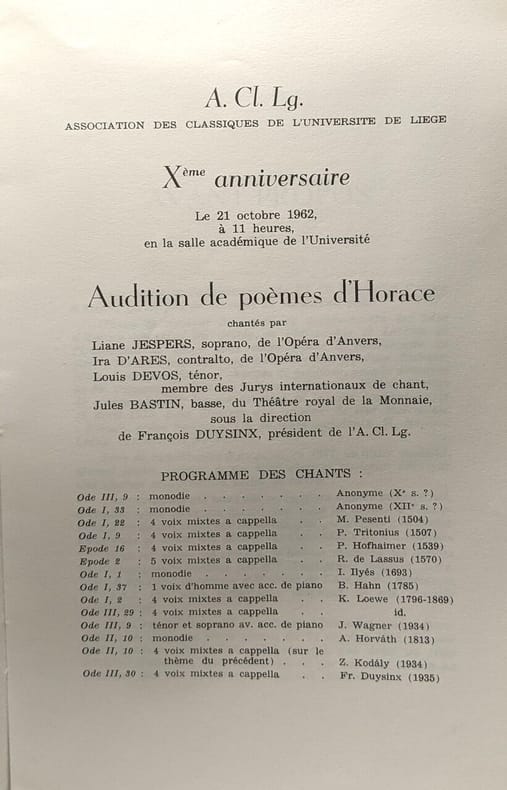 A. Cl. Lg.
ASSOCIATION DES CLASSIQUES DE L'UNIVERSITE DE LIEGE
Xème anniversaire
Le 21 octobre 1962,
à 11 heures,
en la salle académique de l'Université
Audition de poèmes d'Horace
chantés par
Liane JESPERS, soprano, de l'Opéra d'Anvers,
Ira D'ARES, contralto, de l'Opéra d'Anvers,
Louis DEVOS, ténor,
membre des Jurys internationaux de chant,
Jules BASTIN, basse, du Théâtre royal de la Monnaie,
sous la direction
de François DUYSINX, président de l'A. Cl. Lg.
PROGRAMME DES CHANTS :
Ode III, 9 : monodie . . . . . . . Anonyme (Xe s. ?)
Ode I, 33 : monodie . . . . . . . Anonyme (XIIe s. ?)
Ode I, 22 : 4 voix mixtes a cappella . . M. Pesenti (1504)
Ode I, 9 : 4 voix mixtes a cappella . . P. Tritonius (1507)
Epode 16 : 4 voix mixtes a cappella . . P. Hofhaimer (1539)
Epode 2 : 5 voix mixtes a cappella . . R. de Lassus (1570)
Ode I, 1 : monodie . . . . . . . I. Ilyés (1693)
Ode I, 37 : 1 voix d'homme avec acc. de piano B. Hahn (1785)
Ode I, 2 : 4 voix mixtes a cappella . . K. Loewe (1796-1869)
Ode III, 29 : 4 voix mixtes a cappella . . id.
Ode III, 9 : ténor et soprano av. acc. de piano J. Wagner (1934)
Ode II, 10 : monodie . . . . . . . A. Horváth (1813)
Ode II, 10 : 4 voix mixtes a cappella (sur le
thème du précédent) . . . Z. Kodály (1934)
Ode III, 30 : 4 voix mixtes a cappella . . Fr. Duysinx (1935)